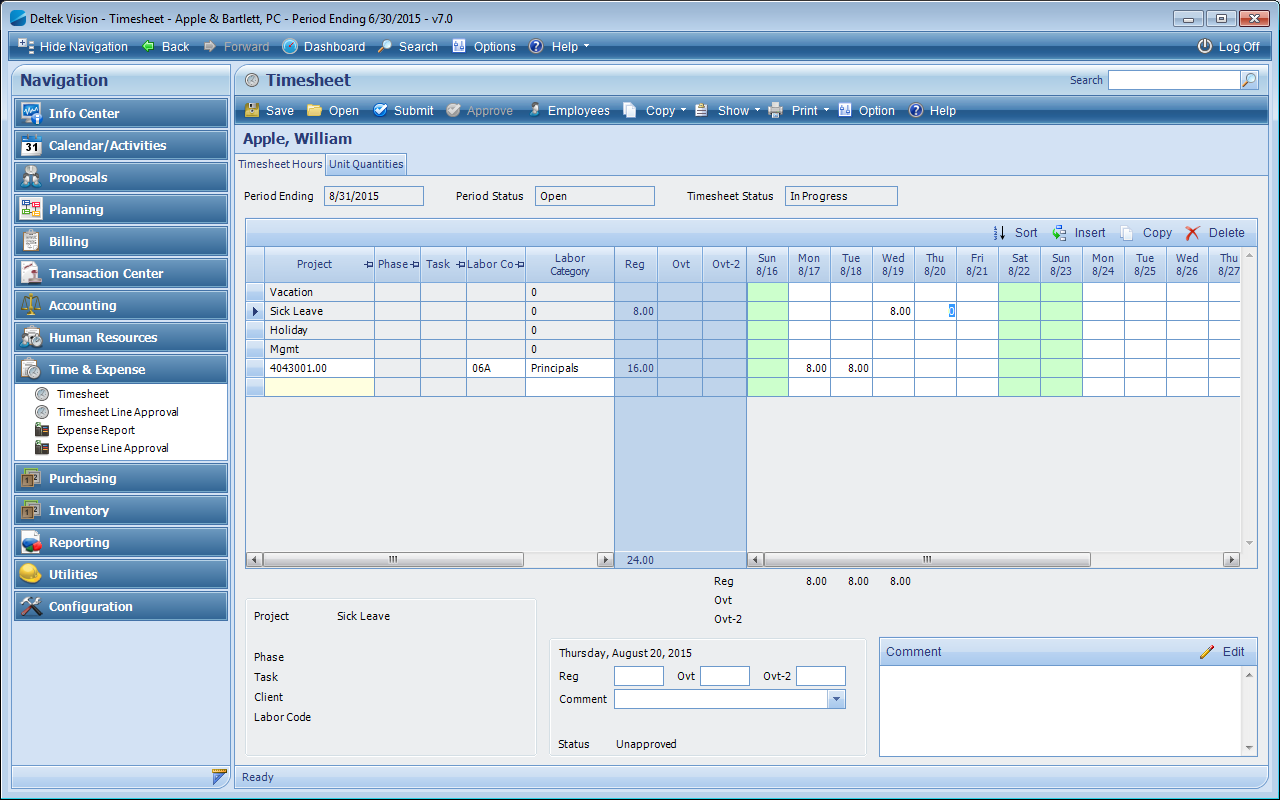 Deltek Vision - Timesheet - Apple & Bartlett, PC - Period Ending 6/30/2015 - v7.0
Hide Navigation Back Forward Dashboard Search Options Help Log Off
Navigation
Info Center
31 Calendar/Activities
Proposals
Planning
Billing
Transaction Center
Accounting
Human Resources
Time & Expense
Timesheet
Timesheet Line Approval
Expense Report
Expense Line Approval
Purchasing
Inventory
Reporting
Utilities
Configuration
Timesheet Search
Save Open Submit Approve Employees Copy Show Print Option Help
Apple, William
Timesheet Hours Unit Quantities
Period Ending 8/31/2015 Period Status Open Timesheet Status In Progress
Sort Insert Copy Delete
Project Phase Task Labor Co Labor Category Reg Ovt Ovt-2 Sun 8/16 Mon 8/17 Tue 8/18 Wed 8/19 Thu 8/20 Fri 8/21 Sat 8/22 Sun 8/23 Mon 8/24 Tue 8/25 Wed 8/26 Thu 8/27
Vacation 0
Sick Leave 0 8.00 8.00 0
Holiday 0
Mgmt 0
4043001.00 06A Principals 16.00 8.00 8.00
24.00
Reg 8.00 8.00 8.00
Ovt
Ovt-2
Project Sick Leave
Phase
Task
Client
Labor Code
Thursday, August 20, 2015
Reg Ovt Ovt-2
Comment
Status Unapproved
Comment Edit
Ready